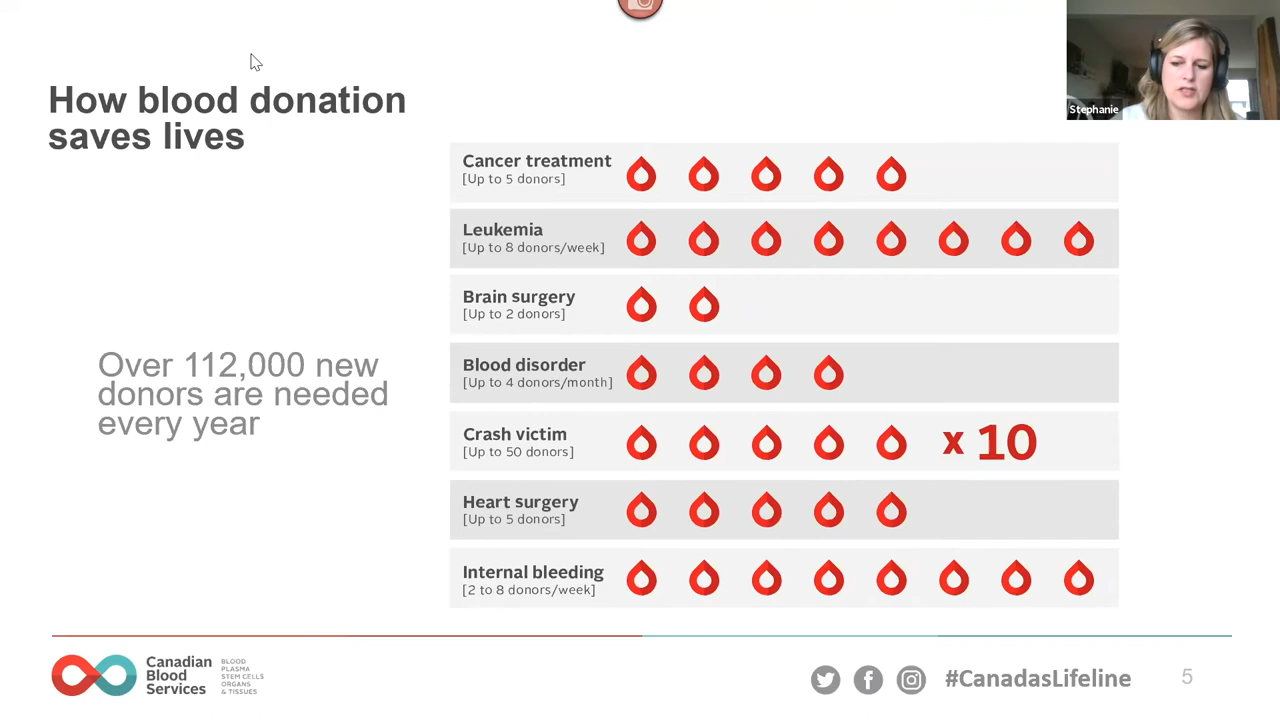 Stephanie
How blood donation
saves lives
Over 112,000 new
donors are needed
every year
Cancer treatment
[Up to 5 donors]
Leukemia
[Up to 8 donors/week]
Brain surgery
[Up to 2 donors]
Blood disorder
[Up to 4 donors/month]
Crash victim
[Up to 50 donors]
x 10
Heart surgery
[Up to 5 donors]
Internal bleeding
[2 to 8 donors/week]
Canadian
Blood
Services
BLOOD
PLASMA
STEM CELLS
ORGANS
& TISSUES
#CanadasLifeline
5